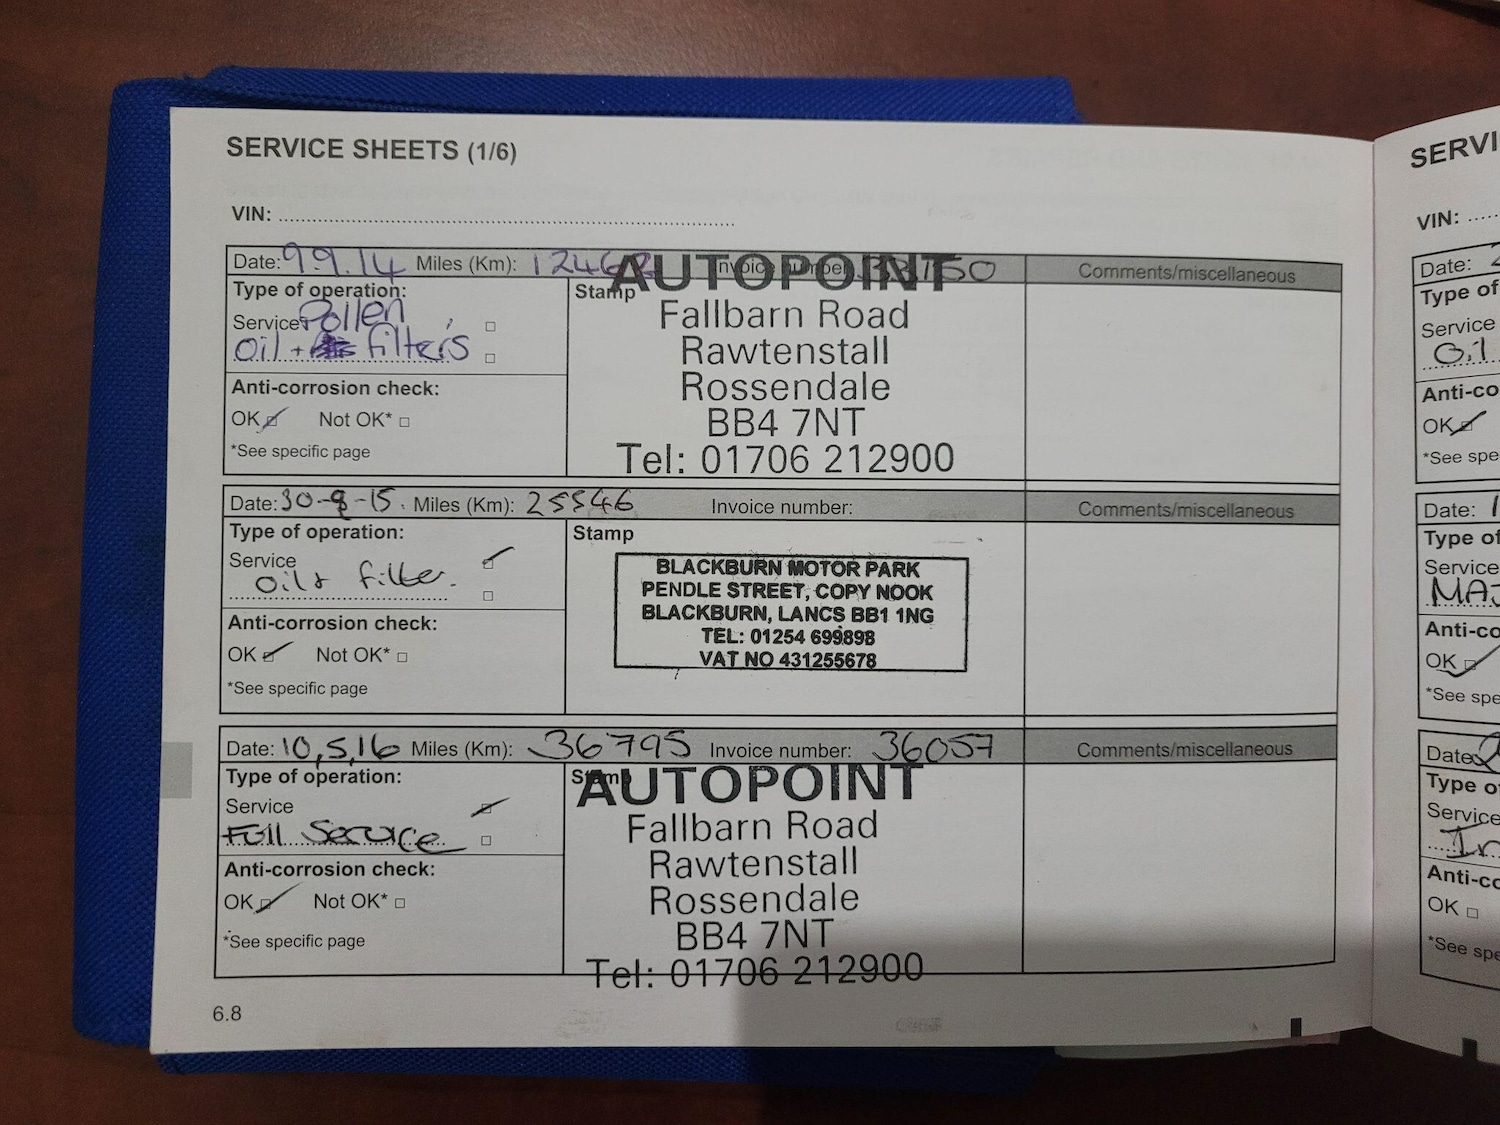 SERVICE SHEETS (1/6)
VIN:
Date: 9.9.14 Miles (Km): Invoice number: Comments/miscellaneous
Type of operation:
Service Pollen
Oil + filters
Anti-corrosion check:
OK Not OK*
*See specific page
Stamp
AUTOPOINT
Fallbarn Road
Rawtenstall
Rossendale
BB4 7NT
Tel: 01706 212900
Date: 30-8-15. Miles (Km): 25546 Invoice number: Comments/miscellaneous
Type of operation:
Service
Oil & filter.
Anti-corrosion check:
OK Not OK*
*See specific page
Stamp
BLACKBURN MOTOR PARK
PENDLE STREET, COPY NOOK
BLACKBURN, LANCS BB1 1NG
TEL: 01254 699898
VAT NO 431255678
Date: 10,5,16 Miles (Km): 36795 Invoice number: 36057 Comments/miscellaneous
Type of operation:
Service
Full Service
Anti-corrosion check:
OK Not OK*
*See specific page
Stamp
AUTOPOINT
Fallbarn Road
Rawtenstall
Rossendale
BB4 7NT
Tel: 01706 212900
6.8
SERVI
VIN:
Date:
Type of
Service
Oil
Anti-co
OK
*See spe
Date: 1
Type of
Service
MAJ
Anti-co
OK
*See spe
Date
Type o
Service
In
Anti-co
OK
*See spe